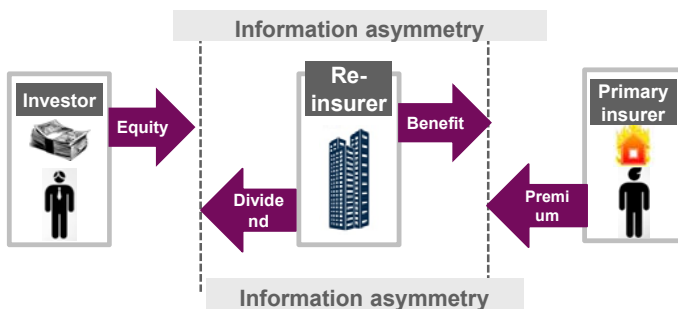 Information asymmetry
Investor
Equity
Re-
insurer
Benefit
Primary
insurer
Divide
nd
Premi
um
Information asymmetry